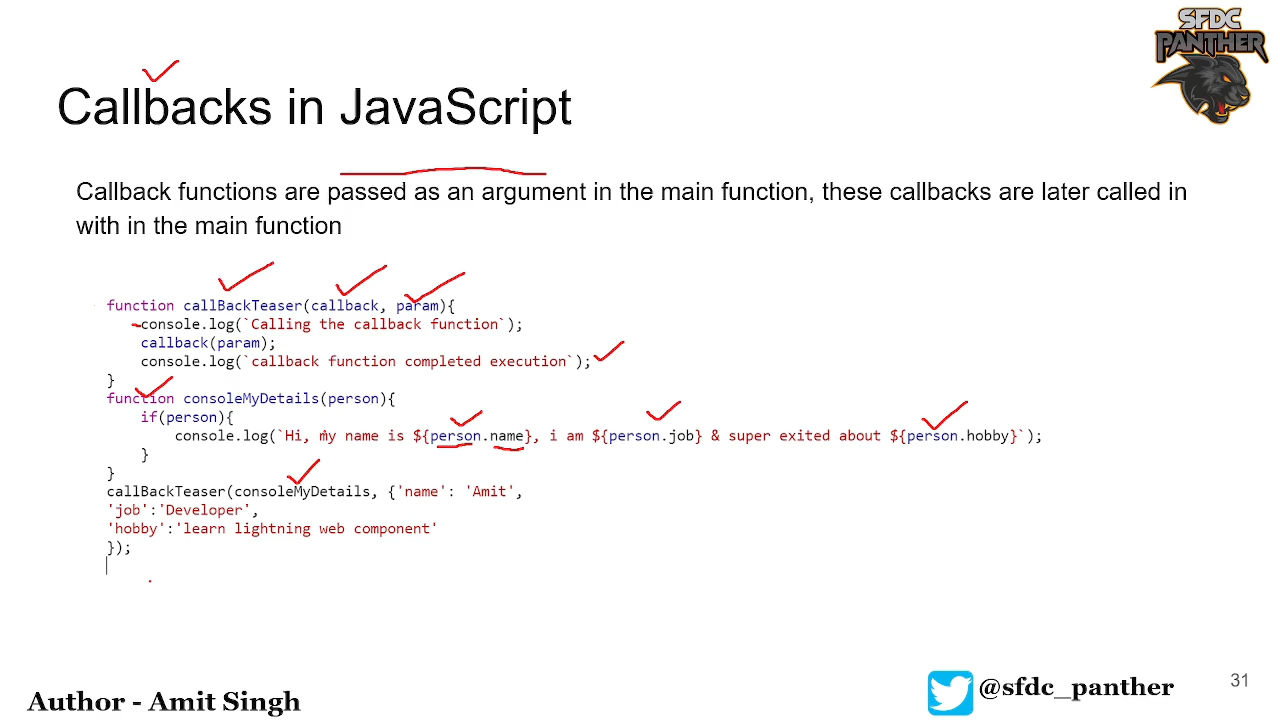 SFDC
PANTHER
Callbacks in JavaScript
Callback functions are passed as an argument in the main function, these callbacks are later called in
with in the main function
function callBackTeaser(callback, param){
console.log(`Calling the callback function`);
callback(param);
console.log(`callback function completed execution`);
}
function consoleMyDetails(person){
if(person){
console.log(`Hi, my name is ${person.name}, i am ${person.job} & super exited about ${person.hobby}`);
}
}
callBackTeaser(consoleMyDetails, {'name': 'Amit',
'job':'Developer',
'hobby':'learn lightning web component'
});
Author - Amit Singh
@sfdc_panther
31